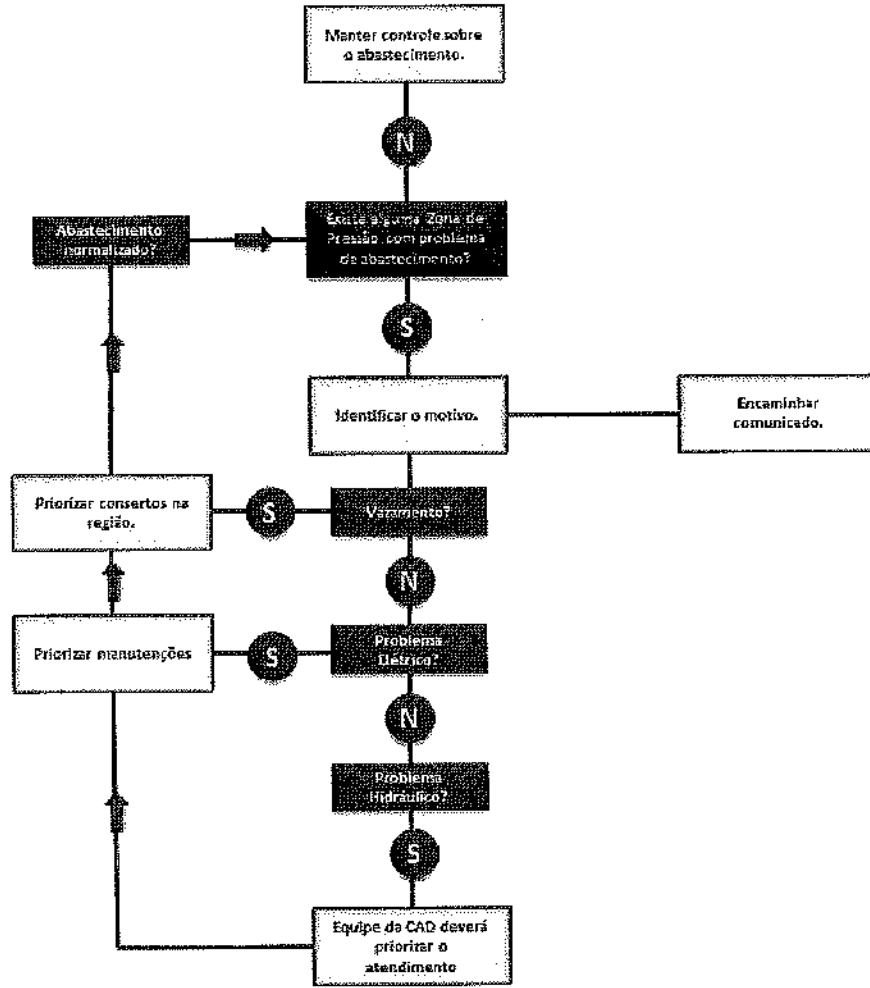 Manter controle sobre
o abastecimento.
N
Abastecimento
normalizado?
Existe alguma Zona de
Pressão com problema
de abastecimento?
S
Identificar o motivo.
Encaminhar
comunicado.
Priorizar consertos na
região.
S
Vazamento?
N
Priorizar manutenções
S
Problema
Elétrico?
N
Problema
Hidráulico?
S
Equipe da CAD deverá
priorizar o
atendimento